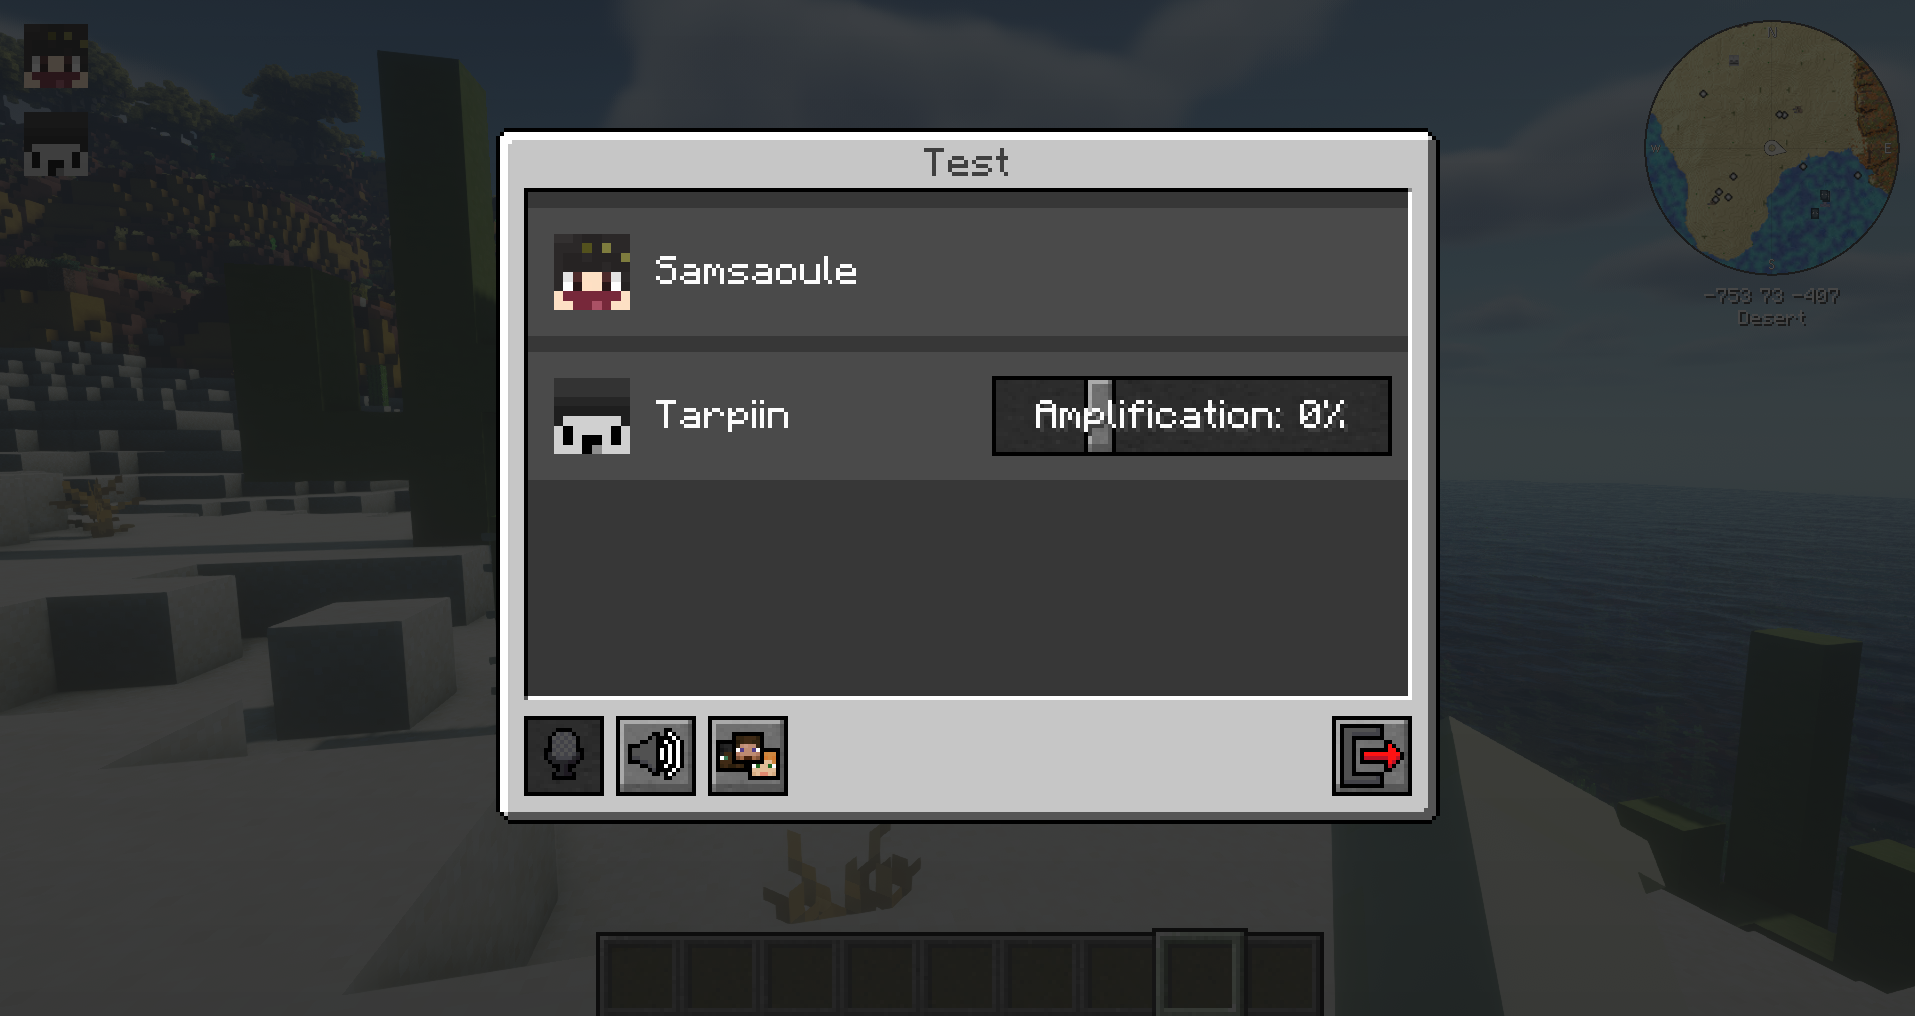 Test
Samsaoule
Tarpiin
Amplification: 0%
N
W
E
S
-753 73 -407
Desert